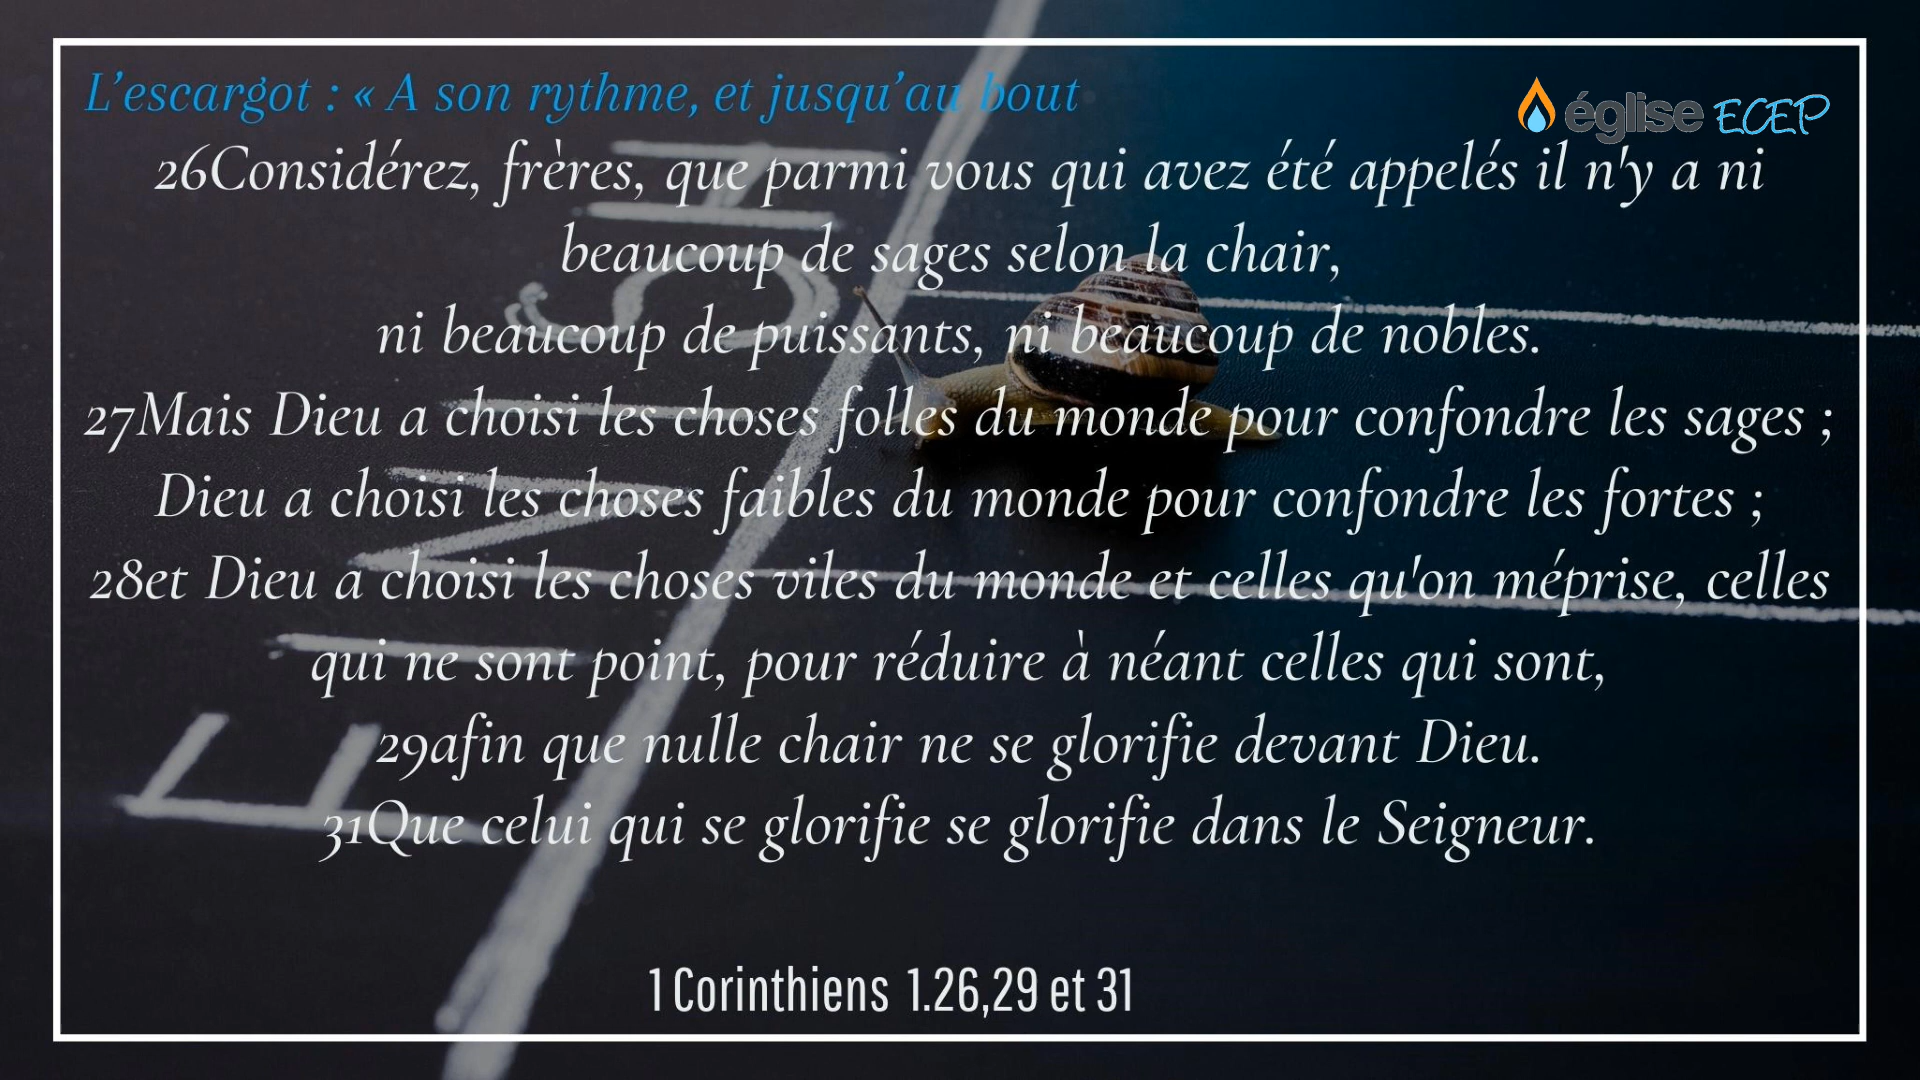 L’escargot : « A son rythme, et jusqu’au bout
église ECEP
26Considérez, frères, que parmi vous qui avez été appelés il n'y a ni
beaucoup de sages selon la chair,
ni beaucoup de puissants, ni beaucoup de nobles.
27Mais Dieu a choisi les choses folles du monde pour confondre les sages ;
Dieu a choisi les choses faibles du monde pour confondre les fortes ;
28et Dieu a choisi les choses viles du monde et celles qu'on méprise, celles
qui ne sont point, pour réduire à néant celles qui sont,
29afin que nulle chair ne se glorifie devant Dieu.
31Que celui qui se glorifie se glorifie dans le Seigneur.
1 Corinthiens 1.26,29 et 31
FINISH